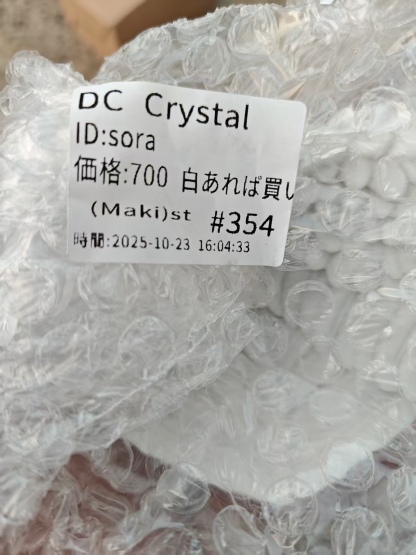 DC Crystal
ID:sora
価格:700 白あれば買い
(Maki)st #354
時間:2025-10-23 16:04:33